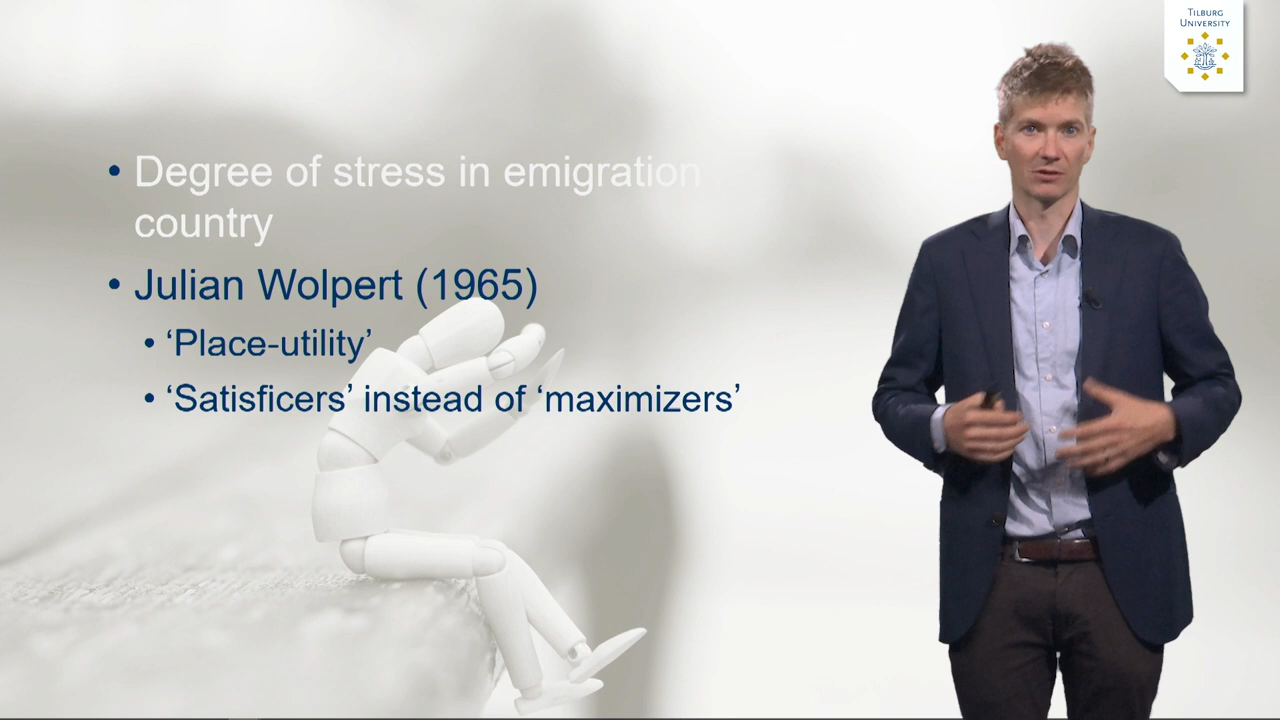 TILBURG
UNIVERSITY
• Degree of stress in emigration
country
• Julian Wolpert (1965)
• ‘Place-utility’
• ‘Satisficers’ instead of ‘maximizers’